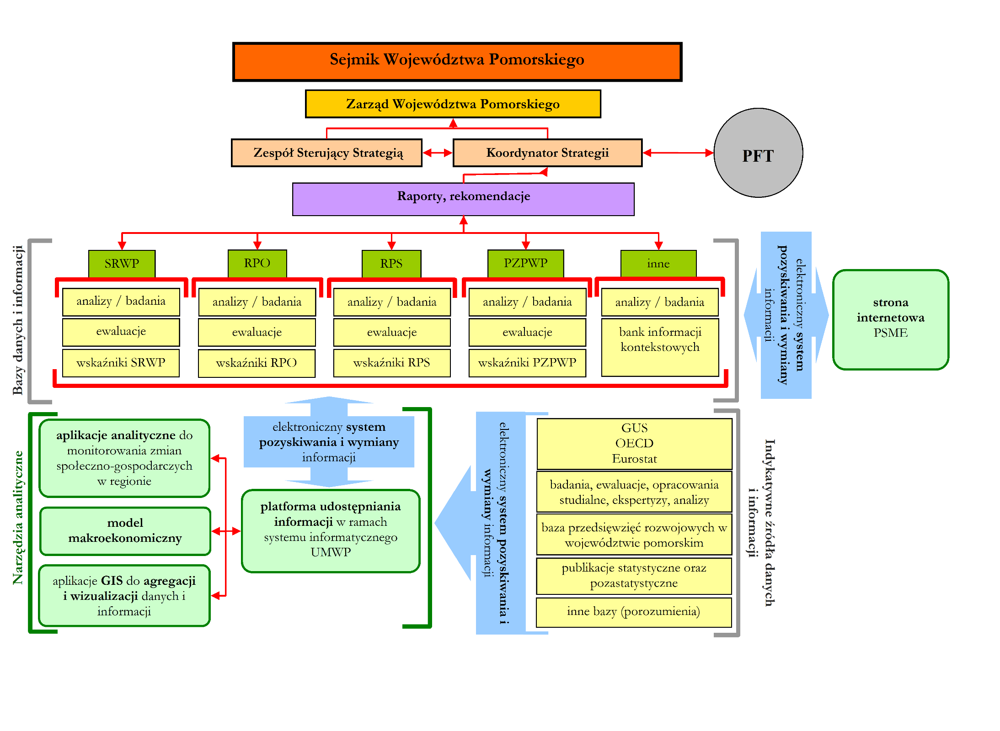 Sejmik Województwa Pomorskiego
Zarząd Województwa Pomorskiego
Zespół Sterujący Strategią
Koordynator Strategii
PFT
Raporty, rekomendacje
Bazy danych i informacji
SRWP
RPO
RPS
PZPWP
inne
analizy / badania
analizy / badania
analizy / badania
analizy / badania
analizy / badania
ewaluacje
ewaluacje
ewaluacje
ewaluacje
bank informacji
kontekstowych
wskaźniki SRWP
wskaźniki RPO
wskaźniki RPS
wskaźniki PZPWP
elektroniczny system
pozyskiwania i wymiany
informacji
strona
internetowa
PSME
Narzędzia analityczne
aplikacje analityczne do
monitorowania zmian
społeczno-gospodarczych
w regionie
model
makroekonomiczny
aplikacje GIS do agregacji
i wizualizacji danych i
informacji
elektroniczny system
pozyskiwania i wymiany
informacji
platforma udostępniania
informacji w ramach
systemu informatycznego
UMWP
elektroniczny system pozyskiwania i
wymiany informacji
GUS
OECD
Eurostat
badania, ewaluacje, opracowania
studialne, ekspertyzy, analizy
baza przedsięwzięć rozwojowych w
województwie pomorskim
publikacje statystyczne oraz
pozastatystyczne
inne bazy (porozumienia)
Indykatywne źródła danych
i informacji